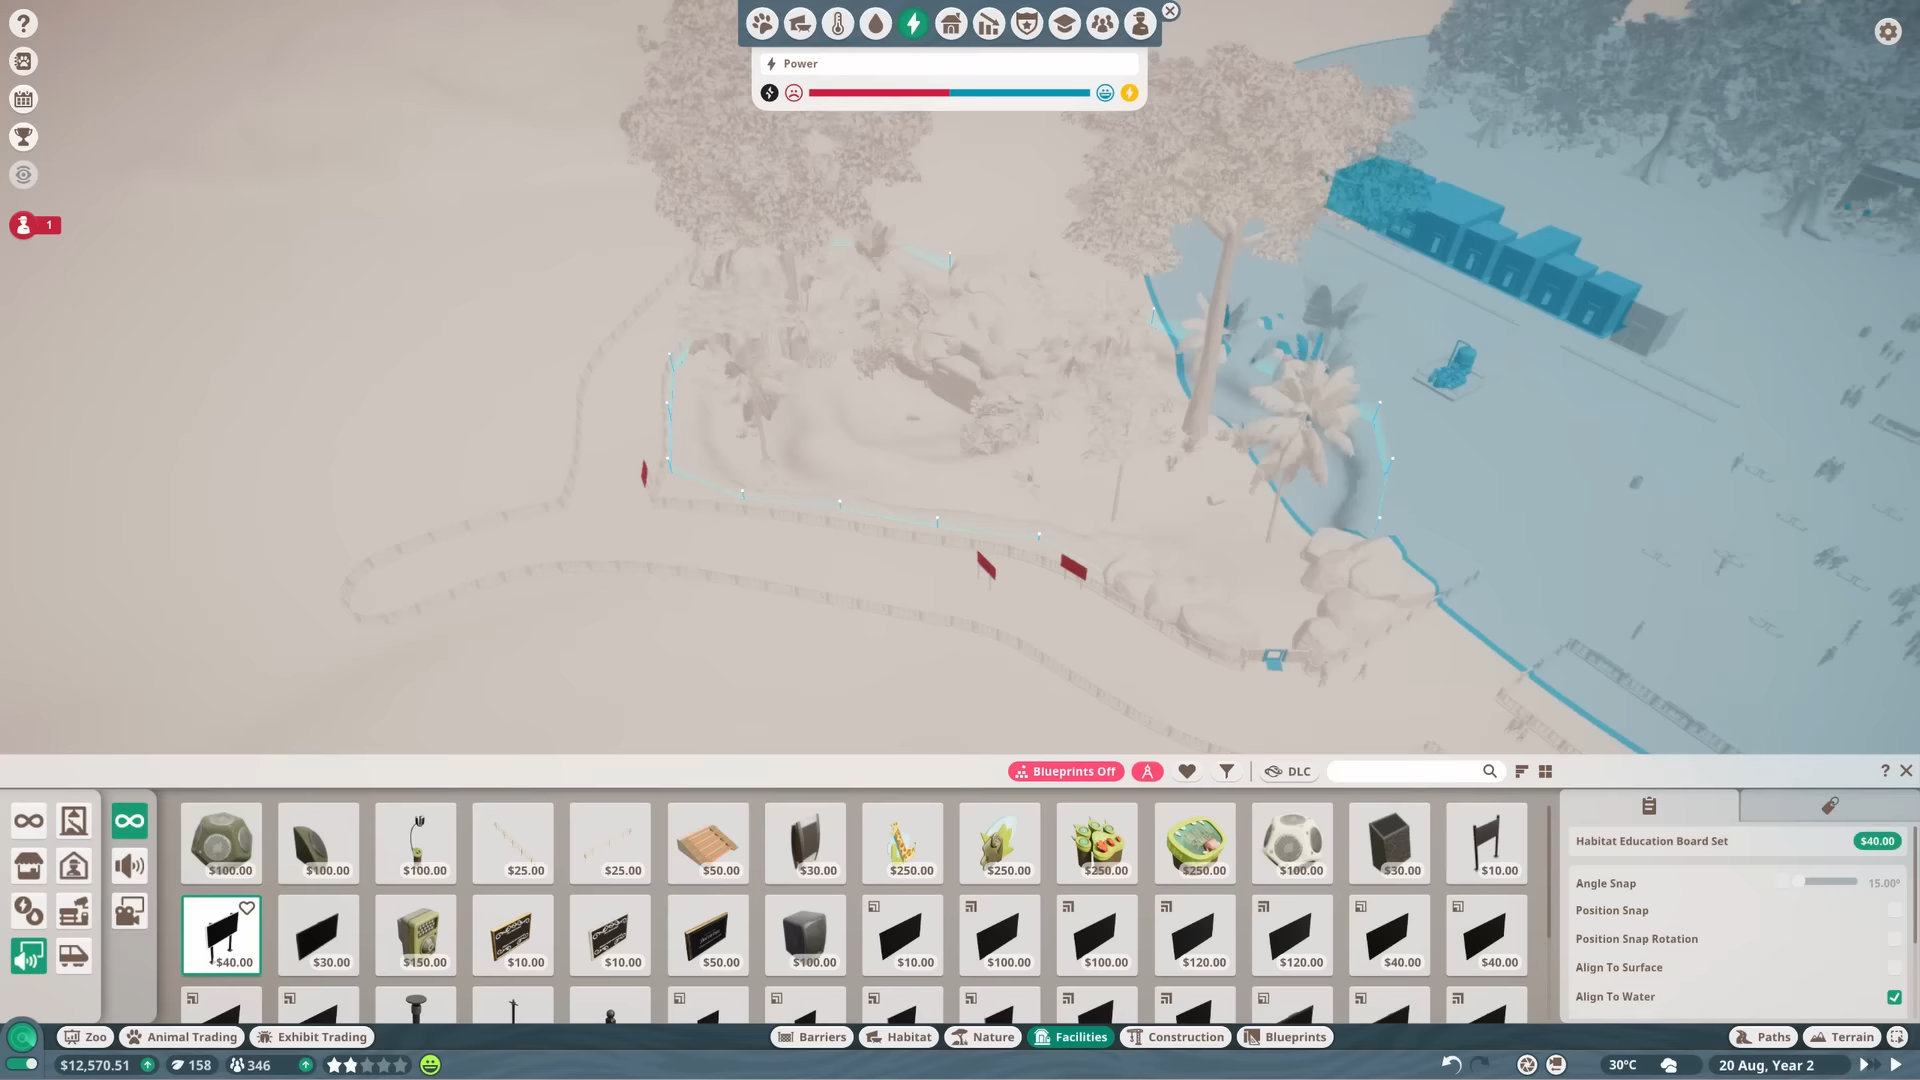 Power
1
Blueprints Off
DLC
$100.00 $100.00 $100.00 $25.00 $25.00 $50.00 $30.00 $250.00 $250.00 $250.00 $250.00 $100.00 $30.00 $10.00
$40.00 $30.00 $150.00 $10.00 $10.00 $50.00 $100.00 $10.00 $100.00 $100.00 $120.00 $120.00 $40.00 $40.00
Habitat Education Board Set $40.00
Angle Snap 15.00°
Position Snap
Position Snap Rotation
Align To Surface
Align To Water
Zoo Animal Trading Exhibit Trading Barriers Habitat Nature Facilities Construction Blueprints Paths Terrain
$12,570.51 158 346 30°C 20 Aug, Year 2